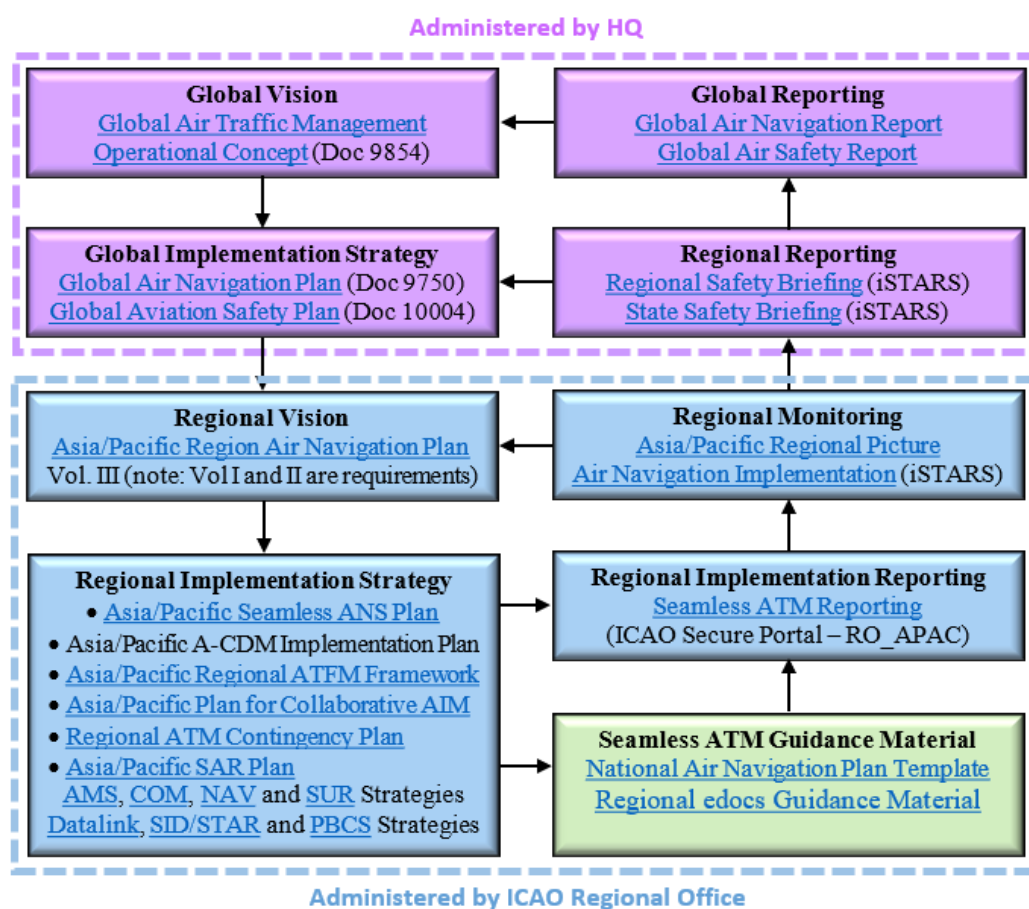 Administered by HQ
Global Vision
Global Air Traffic Management
Operational Concept (Doc 9854)
Global Reporting
Global Air Navigation Report
Global Air Safety Report
Global Implementation Strategy
Global Air Navigation Plan (Doc 9750)
Global Aviation Safety Plan (Doc 10004)
Regional Reporting
Regional Safety Briefing (iSTARS)
State Safety Briefing (iSTARS)
Regional Vision
Asia/Pacific Region Air Navigation Plan
Vol. III (note: Vol I and II are requirements)
Regional Monitoring
Asia/Pacific Regional Picture
Air Navigation Implementation (iSTARS)
Regional Implementation Strategy
• Asia/Pacific Seamless ANS Plan
• Asia/Pacific A-CDM Implementation Plan
• Asia/Pacific Regional ATFM Framework
• Asia/Pacific Plan for Collaborative AIM
• Regional ATM Contingency Plan
• Asia/Pacific SAR Plan
AMS, COM, NAV and SUR Strategies
Datalink, SID/STAR and PBCS Strategies
Regional Implementation Reporting
Seamless ATM Reporting
(ICAO Secure Portal – RO_APAC)
Seamless ATM Guidance Material
National Air Navigation Plan Template
Regional edocs Guidance Material
Administered by ICAO Regional Office